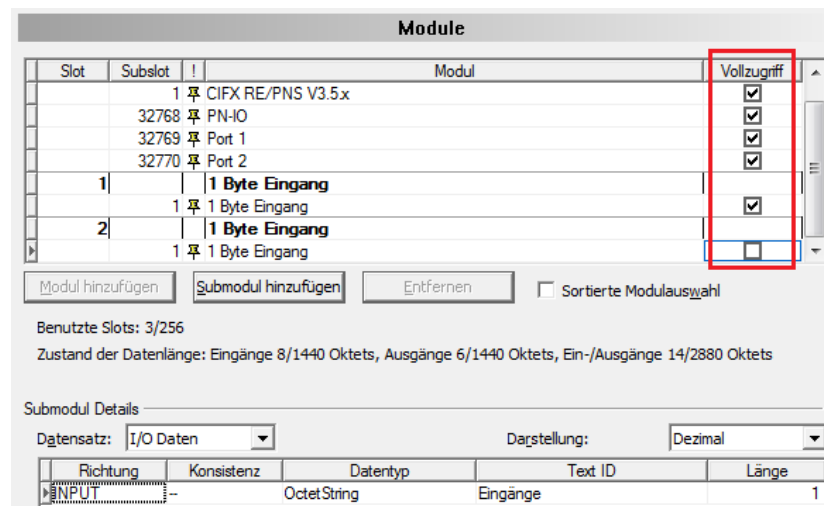 Module
Slot Subslot ! Modul Vollzugriff
1 CIFX RE/PNS V3.5.x
32768 PN-IO
32769 Port 1
32770 Port 2
1 1 Byte Eingang
1 1 Byte Eingang
2 1 Byte Eingang
1 1 Byte Eingang
Modul hinzufügen Submodul hinzufügen Entfernen Sortierte Modulauswahl
Benutzte Slots: 3/256
Zustand der Datenlänge: Eingänge 8/1440 Oktets, Ausgänge 6/1440 Oktets, Ein-/Ausgänge 14/2880 Oktets
Submodul Details
Datensatz: I/O Daten Darstellung: Dezimal
Richtung Konsistenz Datentyp Text ID Länge
INPUT -- OctetString Eingänge 1